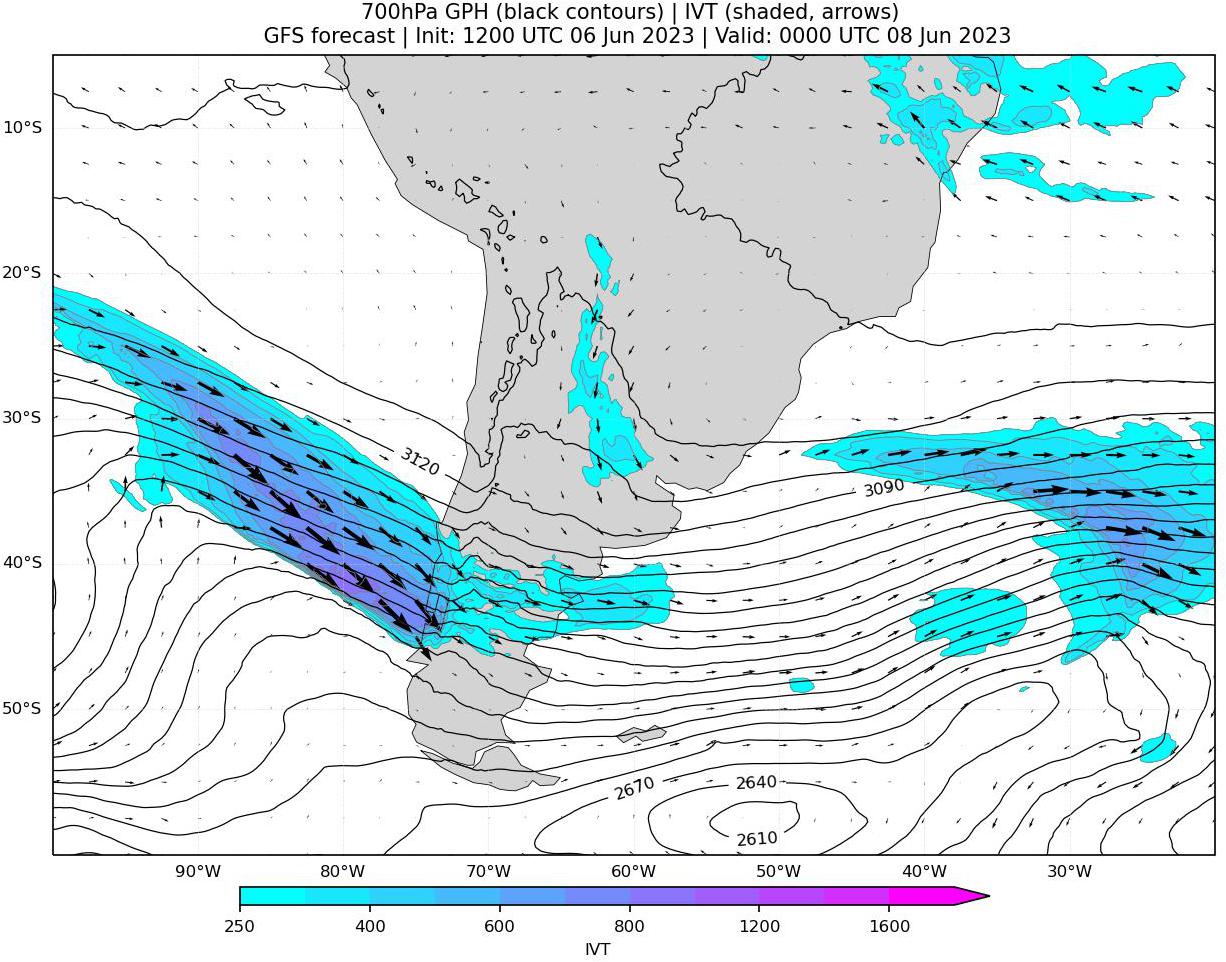 700hPa GPH (black contours) | IVT (shaded, arrows)
GFS forecast | Init: 1200 UTC 06 Jun 2023 | Valid: 0000 UTC 08 Jun 2023
10°S
20°S
30°S
3120
3090
40°S
50°S
2670
2640
2610
90°W 80°W 70°W 60°W 50°W 40°W 30°W
250 400 600 800 1200 1600
IVT